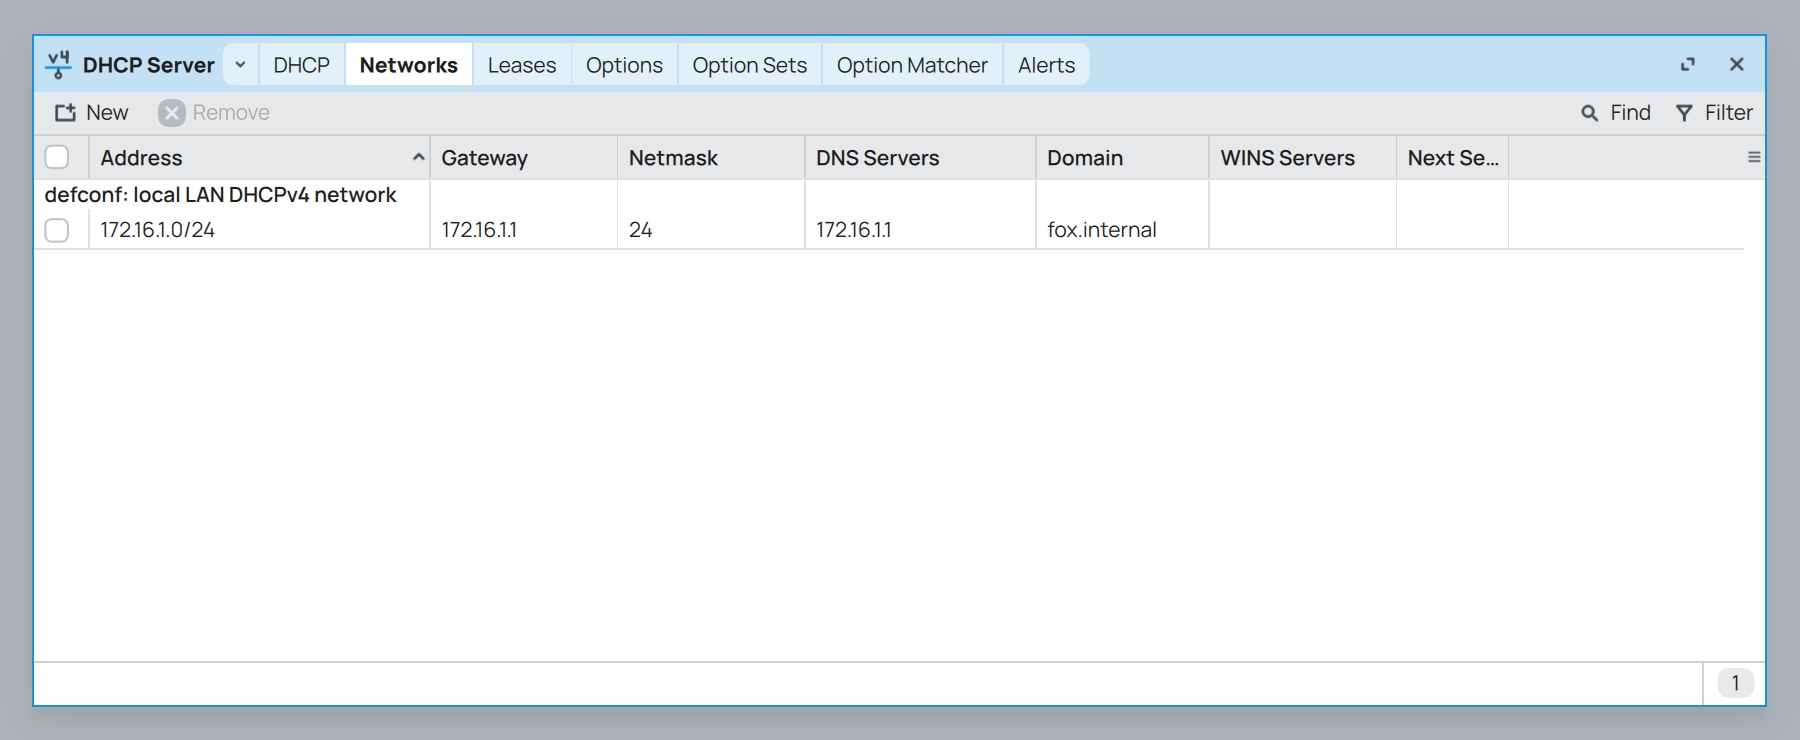 v4 DHCP Server DHCP Networks Leases Options Option Sets Option Matcher Alerts
New Remove Find Filter
Address Gateway Netmask DNS Servers Domain WINS Servers Next Se...
defconf: local LAN DHCPv4 network
172.16.1.0/24 172.16.1.1 24 172.16.1.1 fox.internal
1